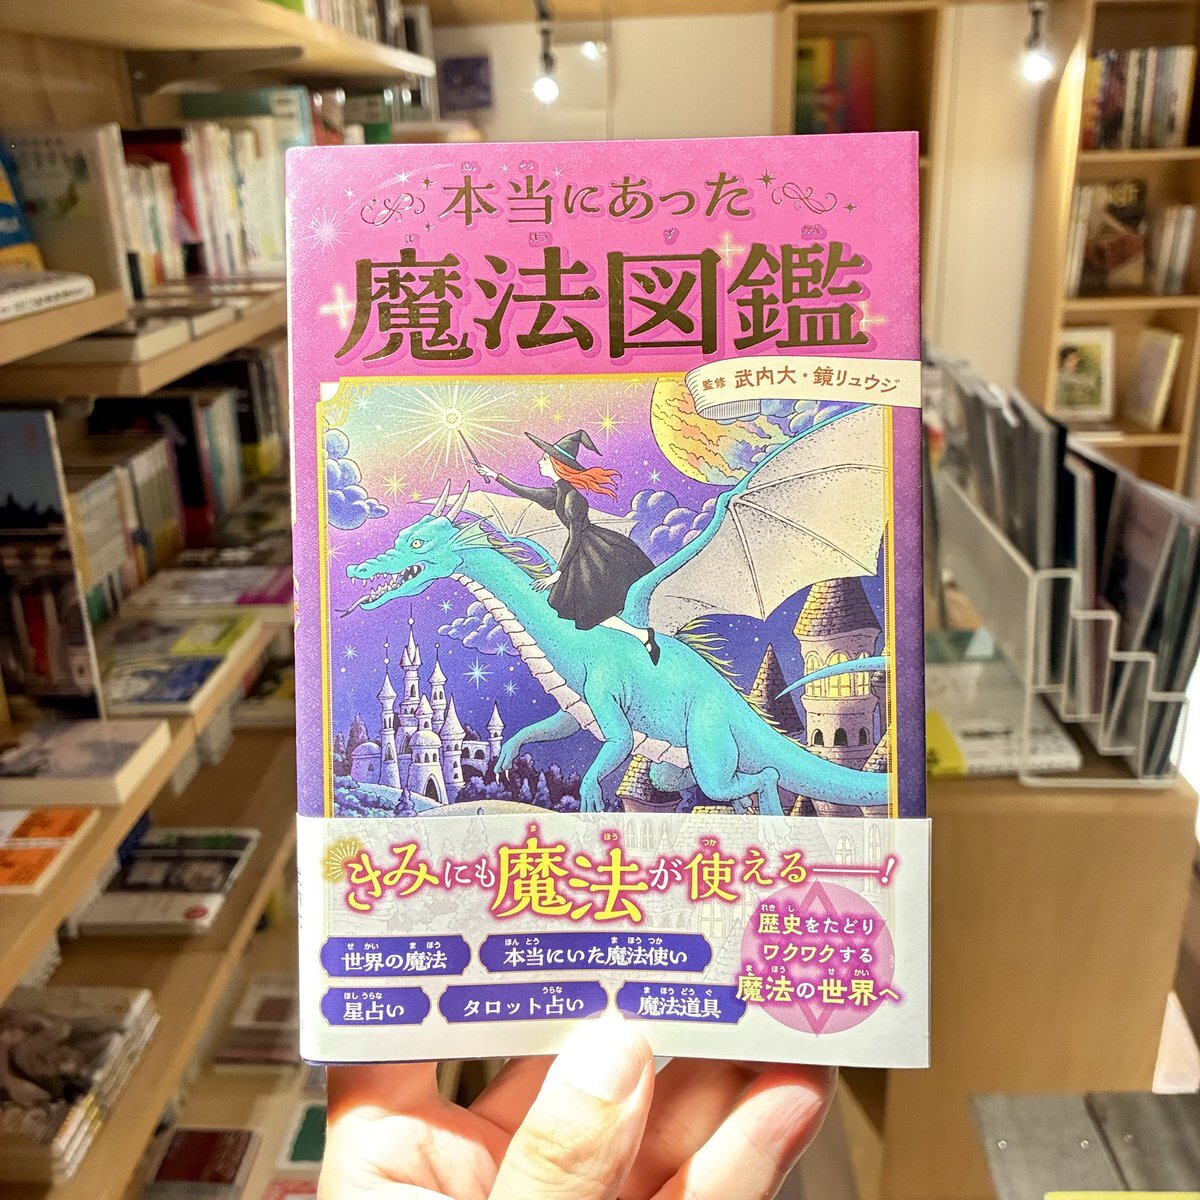 本当にあった
魔法図鑑
監修 武内大・鏡リュウジ
きみにも魔法が使える――!
世界の魔法
本当にいた魔法使い
星占い
タロット占い
魔法道具
歴史をたどり
ワクワクする
魔法の世界へ